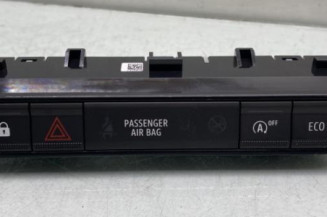 PASSENGER
AIR BAG
A OFF
ECO